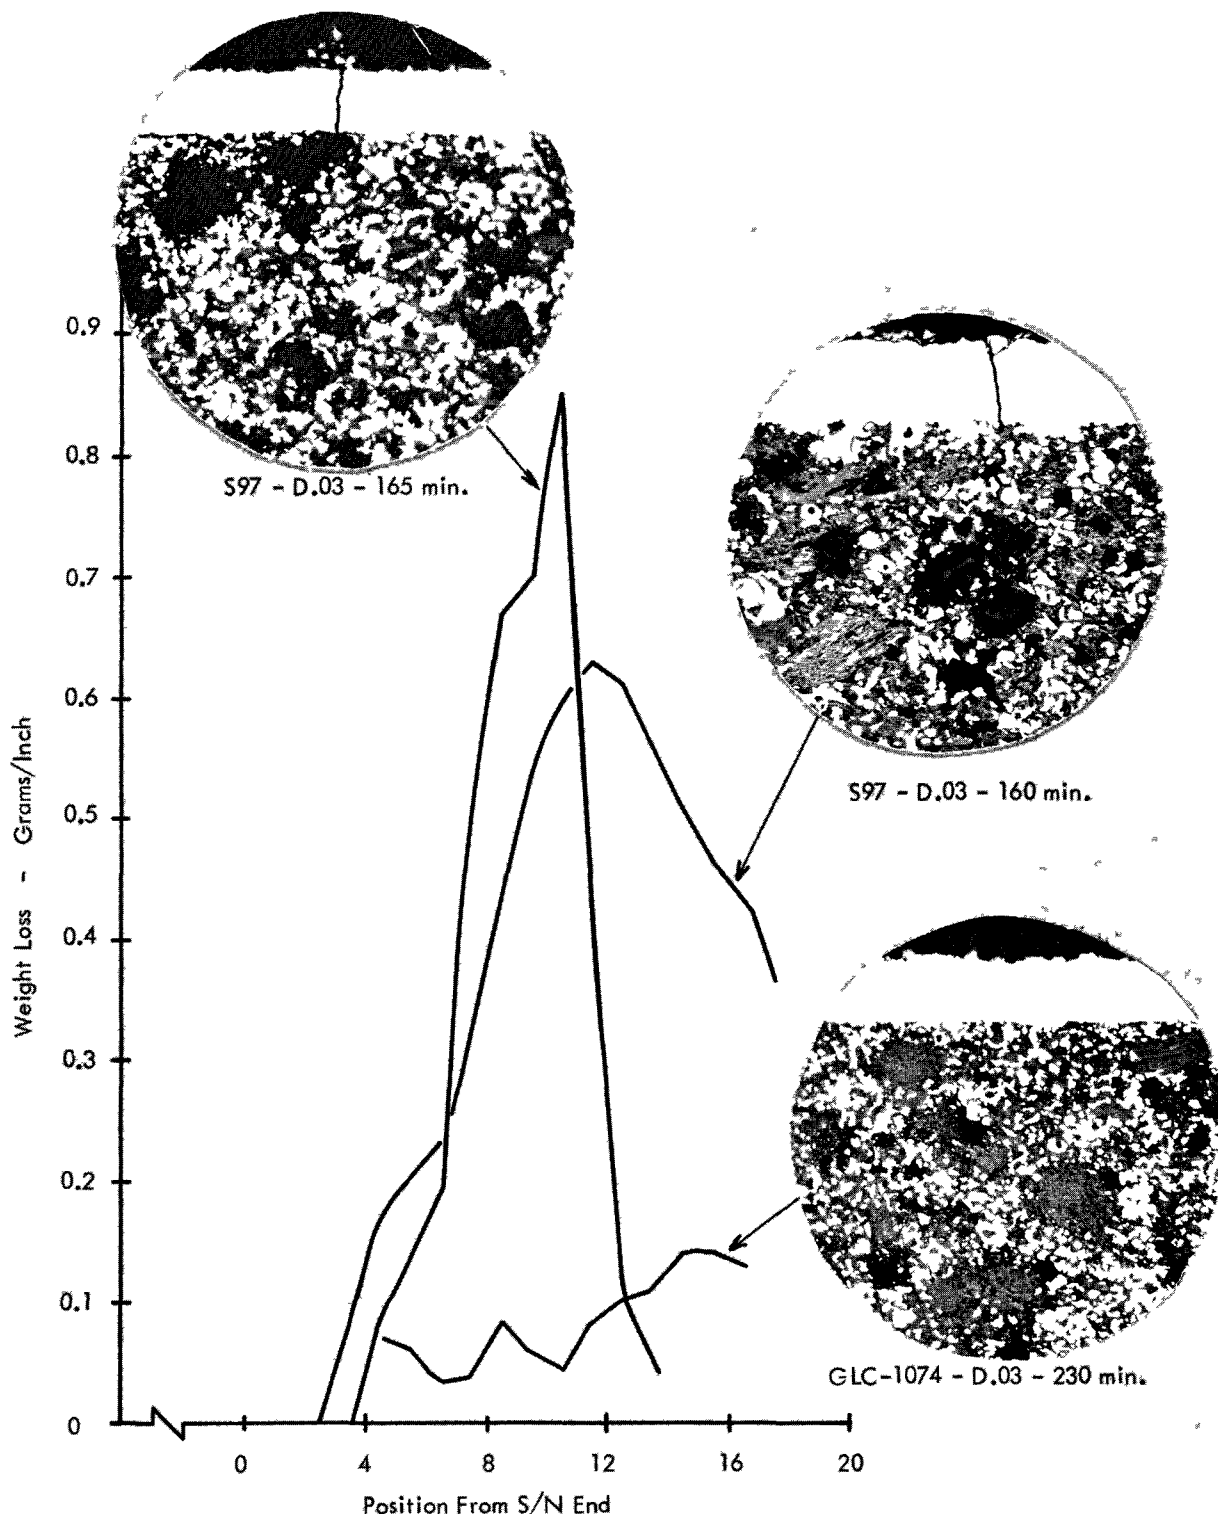 S97 - D.03 - 165 min.
S97 - D.03 - 160 min.
GLC-1074 - D.03 - 230 min.
Weight Loss - Grams/Inch
0.9
0.8
0.7
0.6
0.5
0.4
0.3
0.2
0.1
0
0 4 8 12 16 20
Position From S/N End